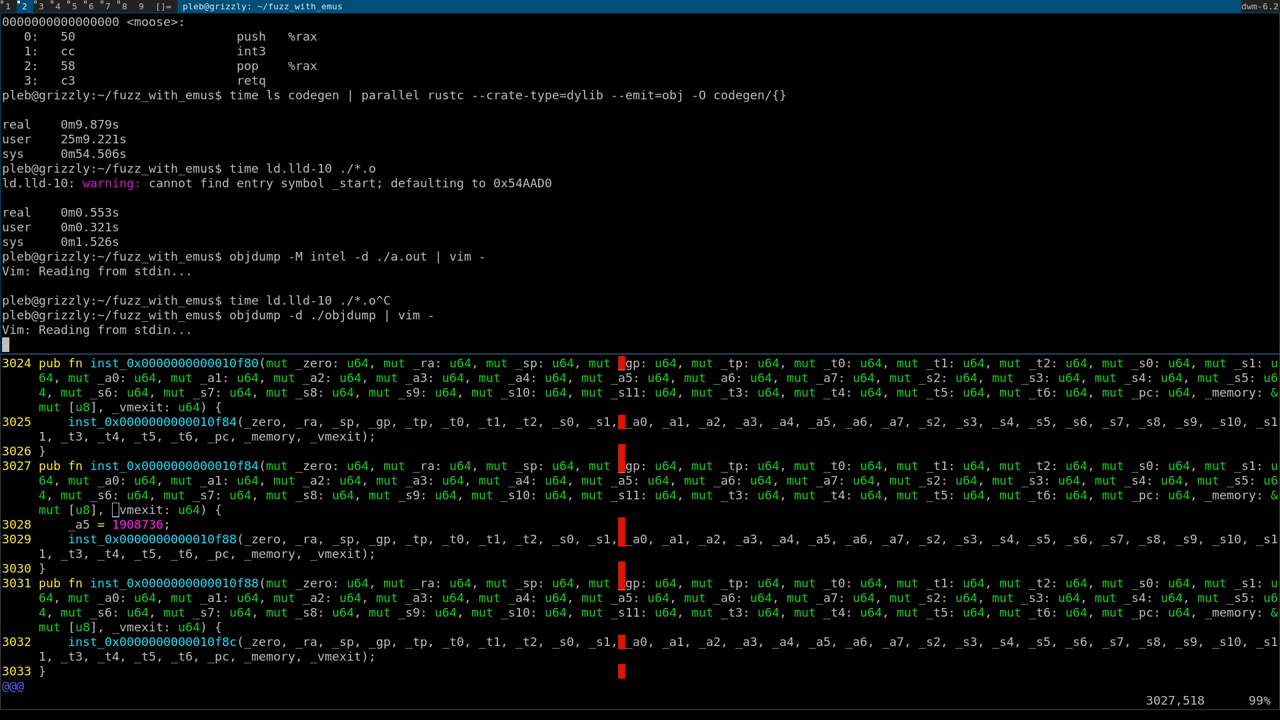 1 2 3 4 5 6 7 8 9 []= pleb@grizzly: ~/fuzz_with_emus dwm-6.2
0000000000000000 <moose>:
0: 50 push %rax
1: cc int3
2: 58 pop %rax
3: c3 retq
pleb@grizzly:~/fuzz_with_emus$ time ls codegen | parallel rustc --crate-type=dylib --emit=obj -O codegen/{}
real 0m9.879s
user 25m9.221s
sys 0m54.506s
pleb@grizzly:~/fuzz_with_emus$ time ld.lld-10 ./*.o
ld.lld-10: warning: cannot find entry symbol _start; defaulting to 0x54AAD0
real 0m0.553s
user 0m0.321s
sys 0m1.526s
pleb@grizzly:~/fuzz_with_emus$ objdump -M intel -d ./a.out | vim -
Vim: Reading from stdin...
pleb@grizzly:~/fuzz_with_emus$ time ld.lld-10 ./*.o^C
pleb@grizzly:~/fuzz_with_emus$ objdump -d ./objdump | vim -
Vim: Reading from stdin...
3024 pub fn inst_0x0000000000010f80(mut _zero: u64, mut _ra: u64, mut _sp: u64, mut _gp: u64, mut _tp: u64, mut _t0: u64, mut _t1: u64, mut _t2: u64, mut _s0: u64, mut _s1: u
64, mut _a0: u64, mut _a1: u64, mut _a2: u64, mut _a3: u64, mut _a4: u64, mut _a5: u64, mut _a6: u64, mut _a7: u64, mut _s2: u64, mut _s3: u64, mut _s4: u64, mut _s5: u6
4, mut _s6: u64, mut _s7: u64, mut _s8: u64, mut _s9: u64, mut _s10: u64, mut _s11: u64, mut _t3: u64, mut _t4: u64, mut _t5: u64, mut _t6: u64, mut _pc: u64, _memory: &
mut [u8], _vmexit: u64) {
3025 inst_0x0000000000010f84(_zero, _ra, _sp, _gp, _tp, _t0, _t1, _t2, _s0, _s1, _a0, _a1, _a2, _a3, _a4, _a5, _a6, _a7, _s2, _s3, _s4, _s5, _s6, _s7, _s8, _s9, _s10, _s1
1, _t3, _t4, _t5, _t6, _pc, _memory, _vmexit);
3026 }
3027 pub fn inst_0x0000000000010f84(mut _zero: u64, mut _ra: u64, mut _sp: u64, mut _gp: u64, mut _tp: u64, mut _t0: u64, mut _t1: u64, mut _t2: u64, mut _s0: u64, mut _s1: u
64, mut _a0: u64, mut _a1: u64, mut _a2: u64, mut _a3: u64, mut _a4: u64, mut _a5: u64, mut _a6: u64, mut _a7: u64, mut _s2: u64, mut _s3: u64, mut _s4: u64, mut _s5: u6
4, mut _s6: u64, mut _s7: u64, mut _s8: u64, mut _s9: u64, mut _s10: u64, mut _s11: u64, mut _t3: u64, mut _t4: u64, mut _t5: u64, mut _t6: u64, mut _pc: u64, _memory: &
mut [u8], _vmexit: u64) {
3028 _a5 = 1908736;
3029 inst_0x0000000000010f88(_zero, _ra, _sp, _gp, _tp, _t0, _t1, _t2, _s0, _s1, _a0, _a1, _a2, _a3, _a4, _a5, _a6, _a7, _s2, _s3, _s4, _s5, _s6, _s7, _s8, _s9, _s10, _s1
1, _t3, _t4, _t5, _t6, _pc, _memory, _vmexit);
3030 }
3031 pub fn inst_0x0000000000010f88(mut _zero: u64, mut _ra: u64, mut _sp: u64, mut _gp: u64, mut _tp: u64, mut _t0: u64, mut _t1: u64, mut _t2: u64, mut _s0: u64, mut _s1: u
64, mut _a0: u64, mut _a1: u64, mut _a2: u64, mut _a3: u64, mut _a4: u64, mut _a5: u64, mut _a6: u64, mut _a7: u64, mut _s2: u64, mut _s3: u64, mut _s4: u64, mut _s5: u6
4, mut _s6: u64, mut _s7: u64, mut _s8: u64, mut _s9: u64, mut _s10: u64, mut _s11: u64, mut _t3: u64, mut _t4: u64, mut _t5: u64, mut _t6: u64, mut _pc: u64, _memory: &
mut [u8], _vmexit: u64) {
3032 inst_0x0000000000010f8c(_zero, _ra, _sp, _gp, _tp, _t0, _t1, _t2, _s0, _s1, _a0, _a1, _a2, _a3, _a4, _a5, _a6, _a7, _s2, _s3, _s4, _s5, _s6, _s7, _s8, _s9, _s10, _s1
1, _t3, _t4, _t5, _t6, _pc, _memory, _vmexit);
3033 }
@@@
3027,518 99%